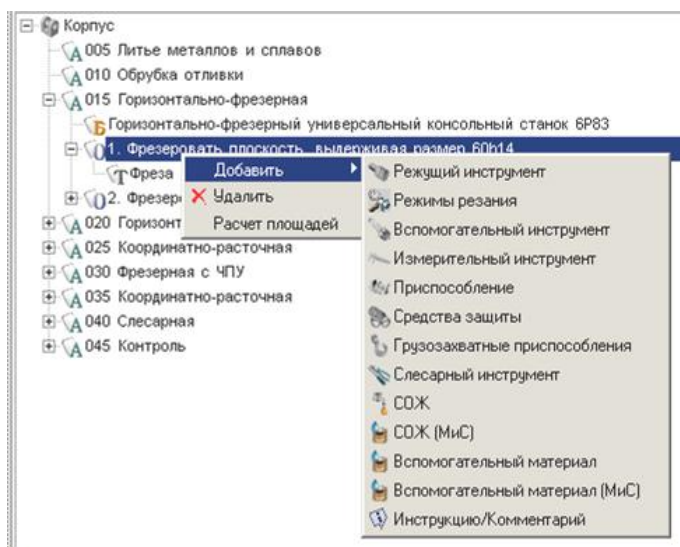 Корпус
А 005 Литье металлов и сплавов
А 010 Обрубка отливки
А 015 Горизонтально-фрезерная
Б Горизонтально-фрезерный универсальный консольный станок 6Р83
О 1. Фрезеровать плоскость, выдерживая размер 60h14
Т Фреза
О 2. Фрезер
А 020 Горизонт
А 025 Координатно-расточная
А 030 Фрезерная с ЧПУ
А 035 Координатно-расточная
А 040 Слесарная
А 045 Контроль
Добавить
Удалить
Расчет площадей
Режущий инструмент
Режимы резания
Вспомогательный инструмент
Измерительный инструмент
Приспособление
Средства защиты
Грузозахватные приспособления
Слесарный инструмент
СОЖ
СОЖ (МиС)
Вспомогательный материал
Вспомогательный материал (МиС)
Инструкцию/Комментарий